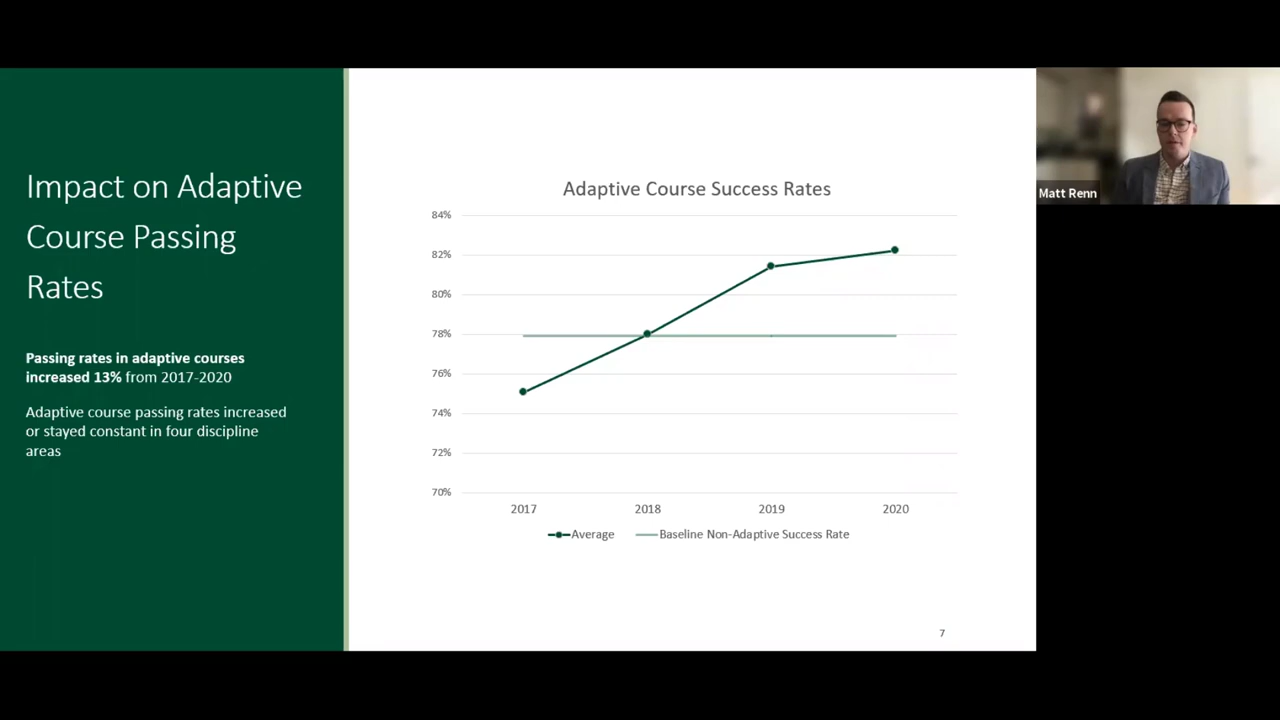 Impact on Adaptive
Course Passing
Rates
Passing rates in adaptive courses
increased 13% from 2017-2020
Adaptive course passing rates increased
or stayed constant in four discipline
areas
Adaptive Course Success Rates
84%
82%
80%
78%
76%
74%
72%
70%
2017 2018 2019 2020
Average Baseline Non-Adaptive Success Rate
7
Matt Renn